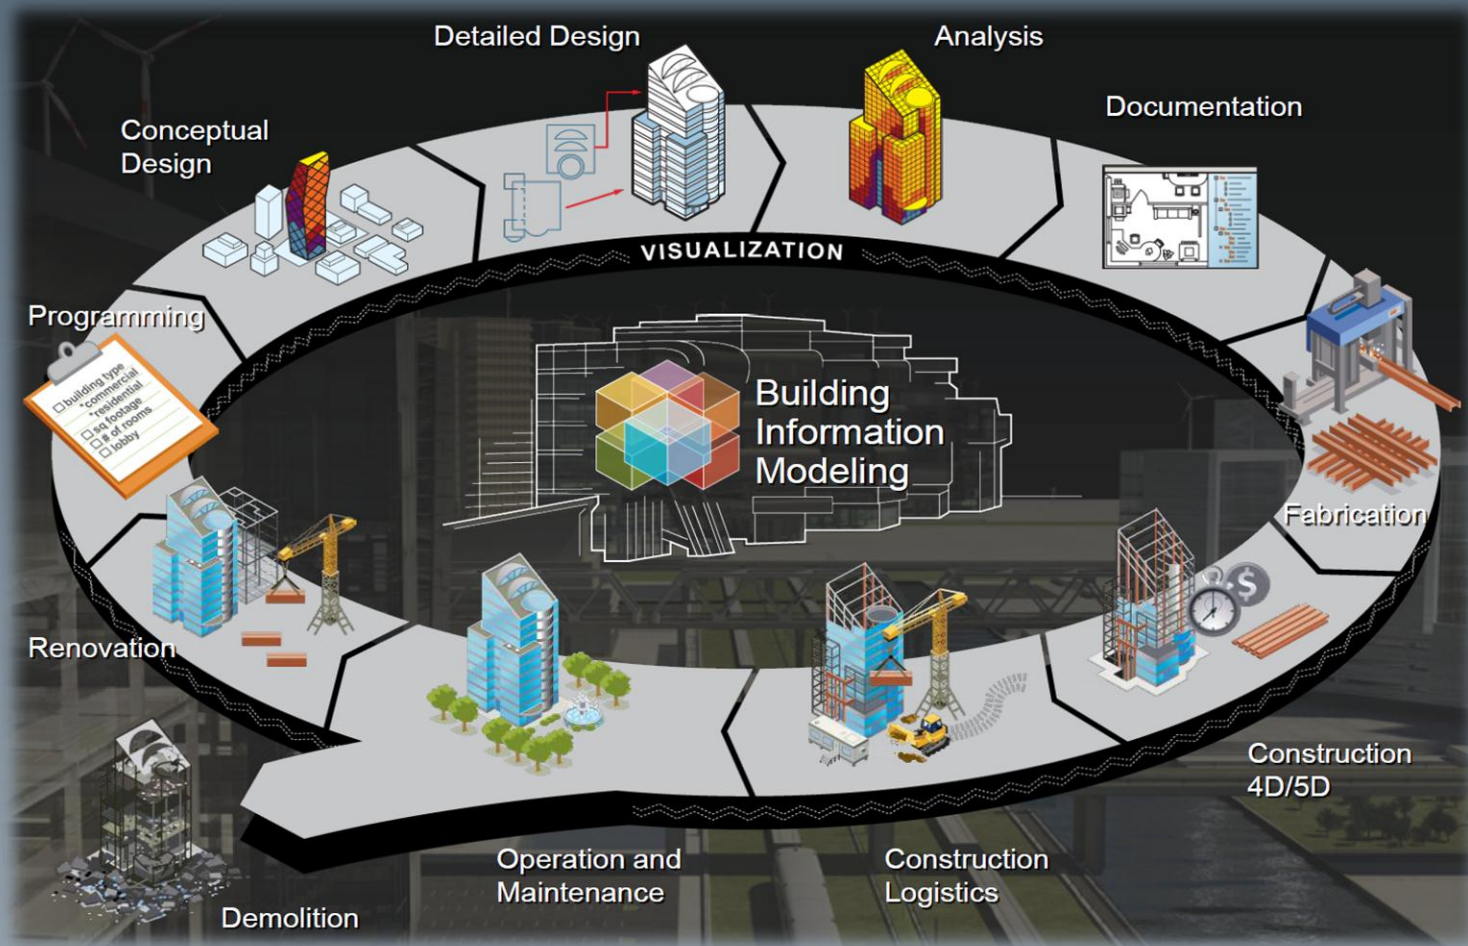 Detailed Design
Analysis
Documentation
Conceptual
Design
VISUALIZATION
Programming
building type
*commercial
*residential
sq footage
# of rooms
lobby
Building
Information
Modeling
Fabrication
$
Renovation
Construction
4D/5D
Operation and
Maintenance
Construction
Logistics
Demolition